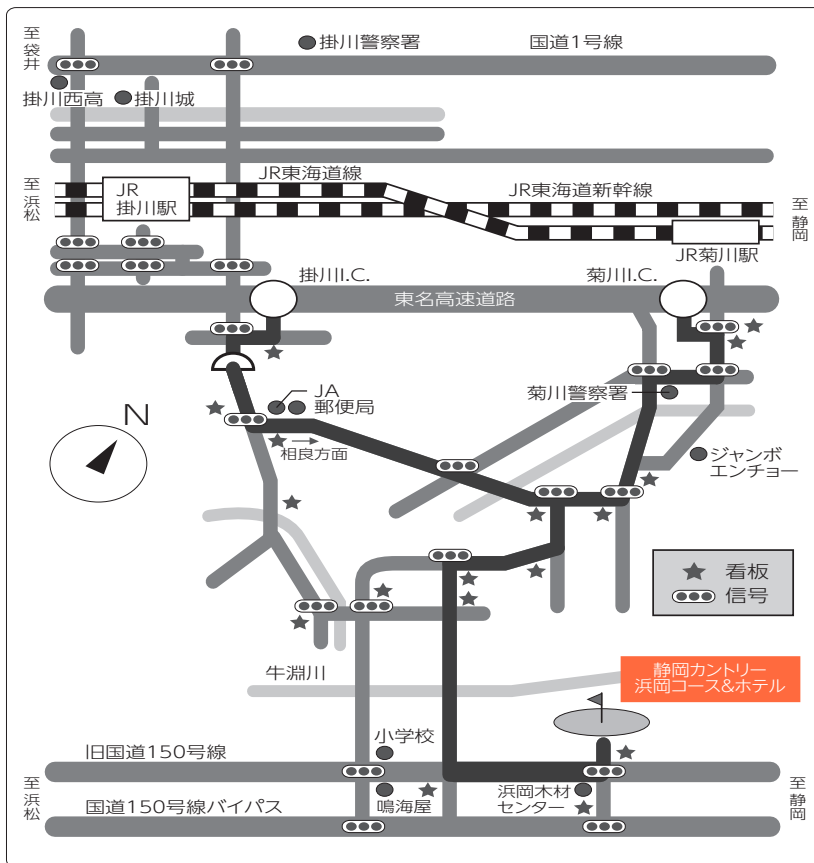 至袋井
掛川警察署
国道1号線
掛川西高
掛川城
JR東海道線
JR東海道新幹線
至浜松
JR
掛川駅
至静岡
JR菊川駅
掛川I.C.
菊川I.C.
東名高速道路
JA
郵便局
菊川警察署
N
相良方面
ジャンボ
エンチョー
看板
信号
静岡カントリー
浜岡コース&ホテル
牛淵川
小学校
旧国道150号線
至浜松
鳴海屋
浜岡木材
センター
至静岡
国道150号線バイパス